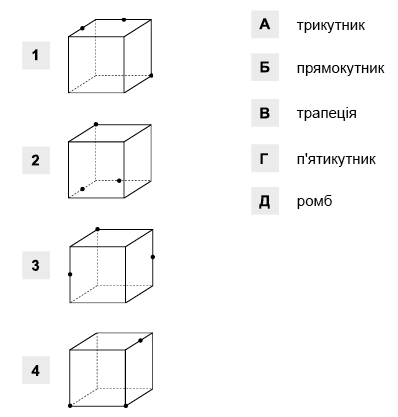 1
2
3
4
А трикутник
Б прямокутник
В трапеція
Г п'ятикутник
Д ромб